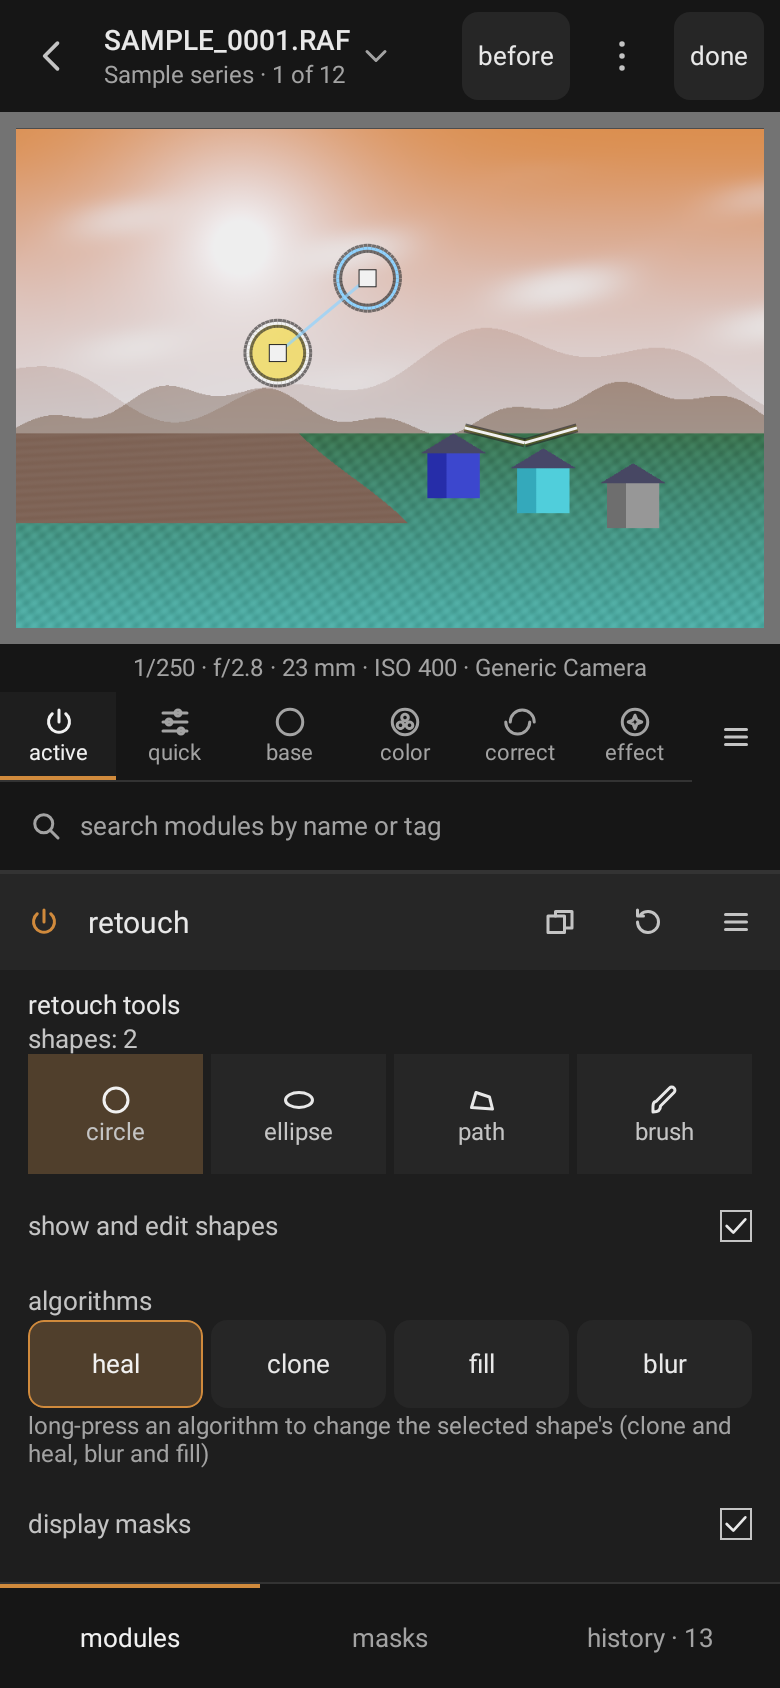 SAMPLE_0001.RAF
Sample series · 1 of 12
before
done
1/250 · f/2.8 · 23 mm · ISO 400 · Generic Camera
active
quick
base
color
correct
effect
search modules by name or tag
retouch
retouch tools
shapes: 2
circle
ellipse
path
brush
show and edit shapes
algorithms
heal
clone
fill
blur
long-press an algorithm to change the selected shape's (clone and
heal, blur and fill)
display masks
modules
masks
history · 13